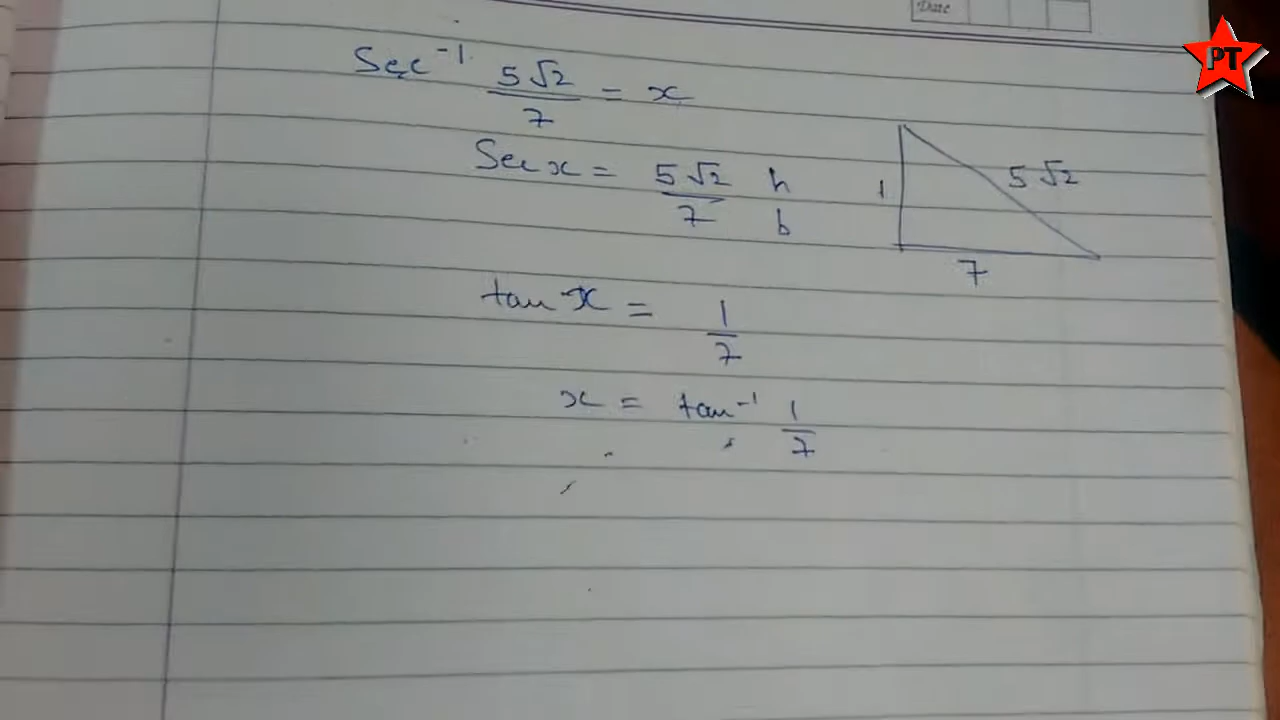 Date
PT
Sec⁻¹ 5√2/7 = x
Sec x = 5√2/7 h/b
1 5√2
7
tan x = 1/7
x = tan⁻¹ 1/7